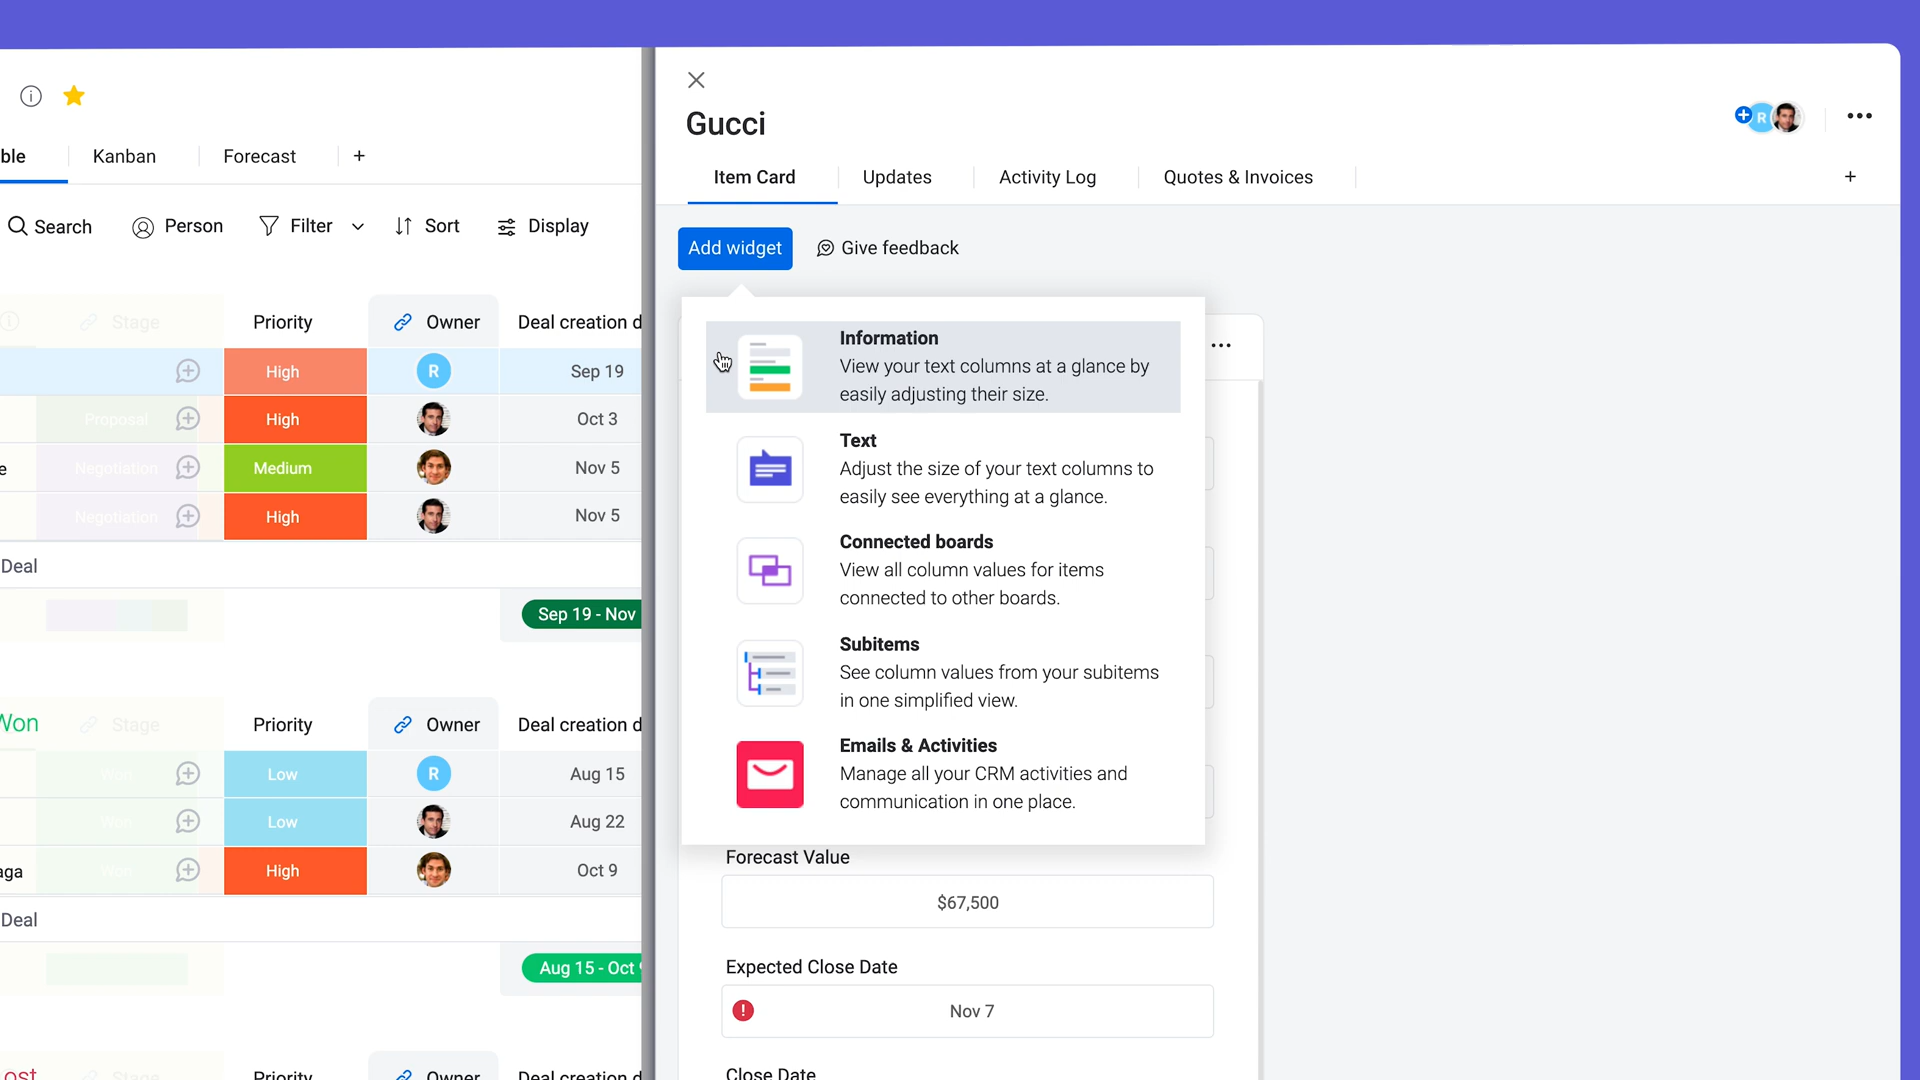 ble
Kanban
Forecast
+
Search
Person
Filter
Sort
Display
Stage
Priority
Owner
Deal creation d
High
R
Sep 19
Proposal
High
Oct 3
e
Negotiation
Medium
Nov 5
Negotiation
High
Nov 5
Deal
Sep 19 - Nov
Won
Stage
Priority
Owner
Deal creation d
Won
Low
R
Aug 15
Won
Low
Aug 22
aga
Won
High
Oct 9
Deal
Aug 15 - Oct 9
ost
Stage
Priority
Owner
Deal creation d
Gucci
R
Item Card
Updates
Activity Log
Quotes & Invoices
+
Add widget
Give feedback
Information
View your text columns at a glance by
easily adjusting their size.
Text
Adjust the size of your text columns to
easily see everything at a glance.
Connected boards
View all column values for items
connected to other boards.
Subitems
See column values from your subitems
in one simplified view.
Emails & Activities
Manage all your CRM activities and
communication in one place.
Forecast Value
$67,500
Expected Close Date
Nov 7
Close Date